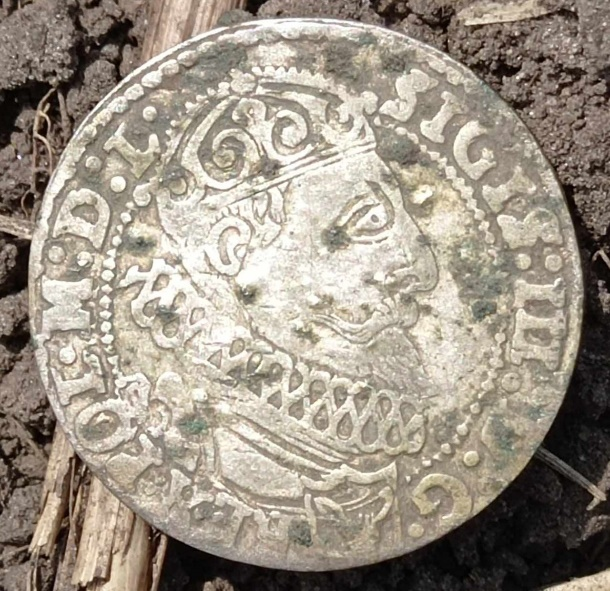 SIGIS: III · D: G · REX · POL · M · D · L ·